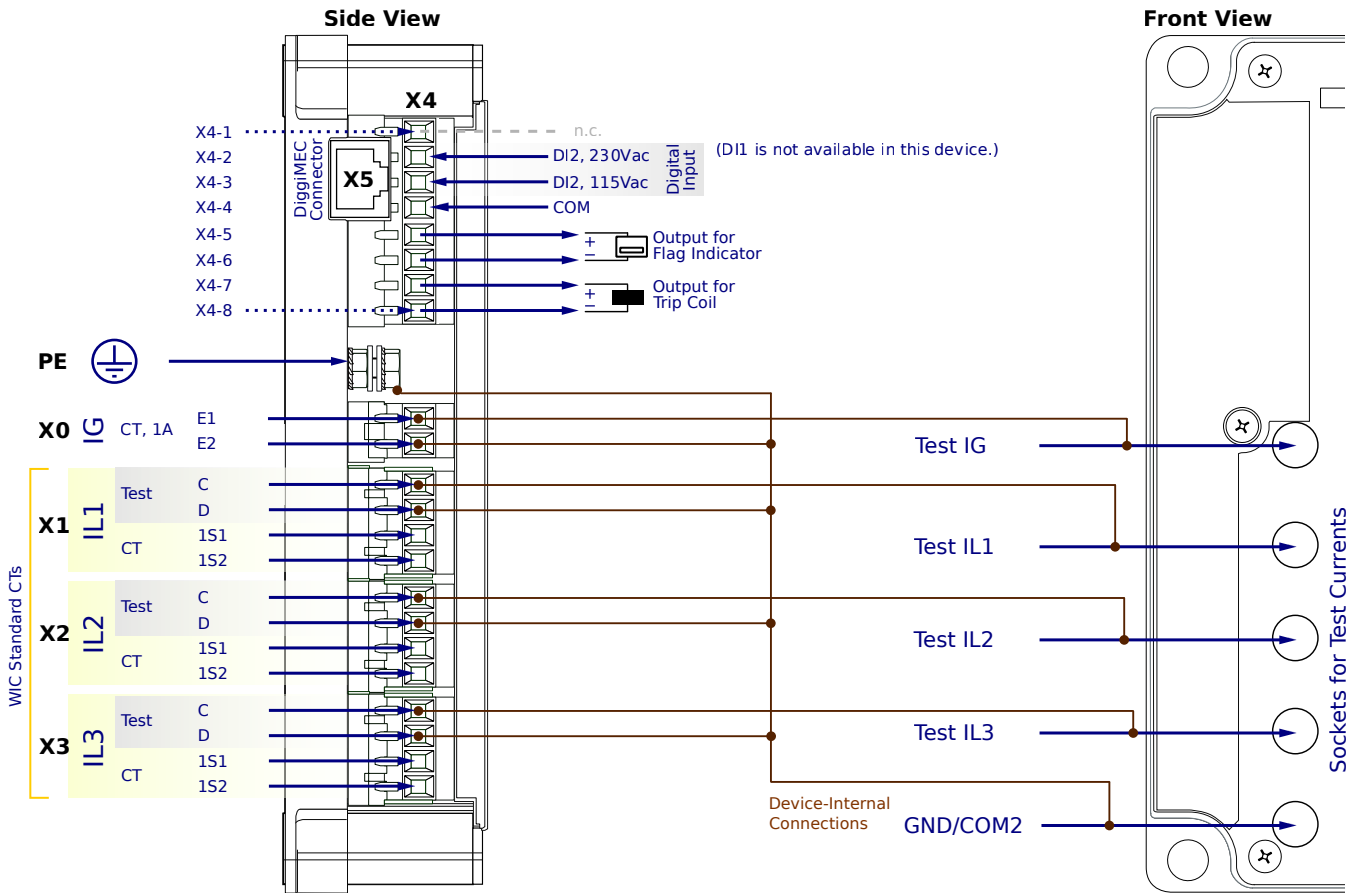 Side View
Front View
X4
X4-1
n.c.
X4-2
DI2, 230Vac
X4-3
DI2, 115Vac
Digital
Input
(DI1 is not available in this device.)
X4-4
COM
DiggiMEC
Connector
X5
X4-5
+
−
Output for
Flag Indicator
X4-6
X4-7
+
−
Output for
Trip Coil
X4-8
PE
X0
IG
CT, 1A
E1
E2
Test IG
WIC Standard CTs
X1
IL1
Test
C
D
CT
1S1
1S2
Test IL1
X2
IL2
Test
C
D
CT
1S1
1S2
Test IL2
X3
IL3
Test
C
D
CT
1S1
1S2
Test IL3
Device-Internal
Connections
GND/COM2
Sockets for Test Currents